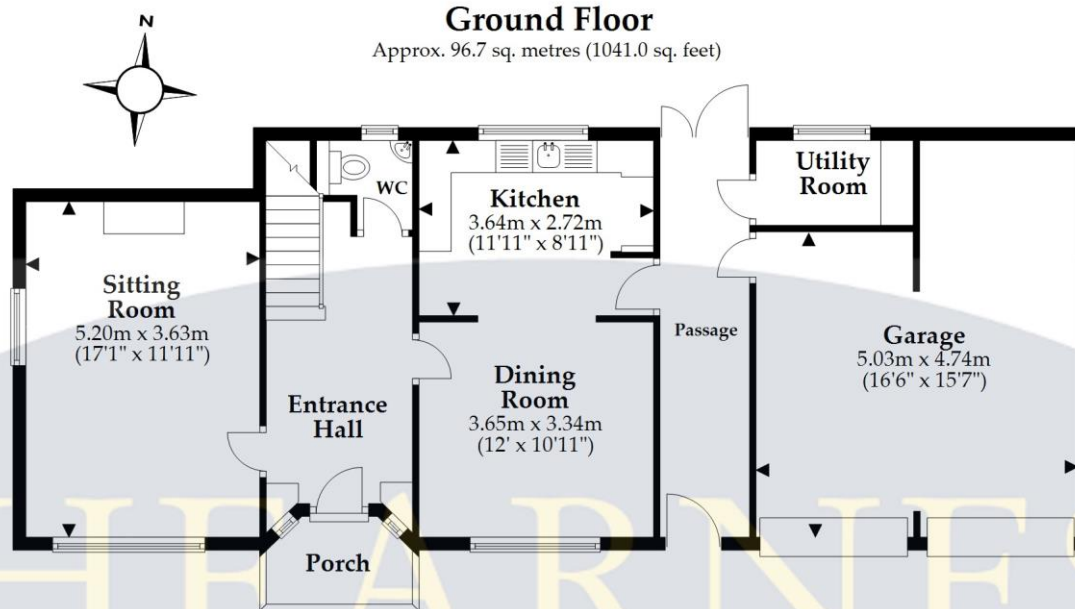 Ground Floor
Approx. 96.7 sq. metres (1041.0 sq. feet)
N
WC
Utility
Room
Kitchen
3.64m x 2.72m
(11'11" x 8'11")
Sitting
Room
5.20m x 3.63m
(17'1" x 11'11")
Passage
Garage
5.03m x 4.74m
(16'6" x 15'7")
Dining
Room
3.65m x 3.34m
(12' x 10'11")
Entrance
Hall
Porch
HEARNES